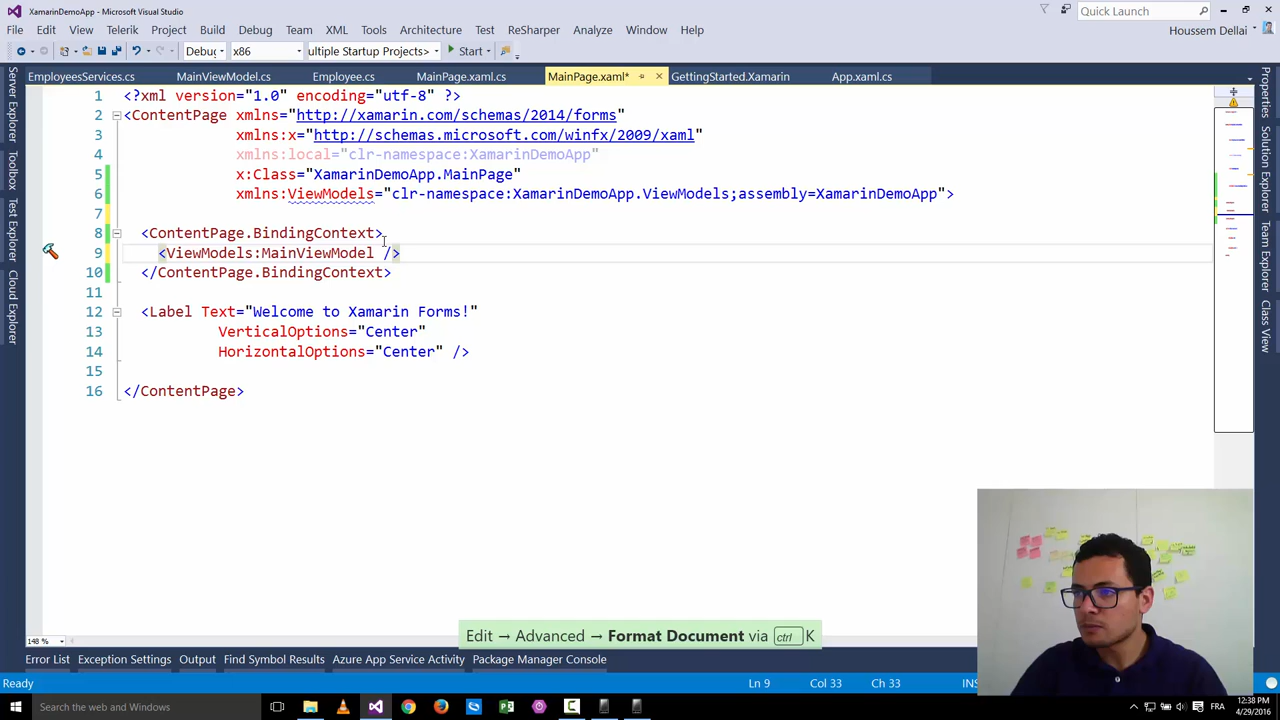 XamarinDemoApp - Microsoft Visual Studio
Quick Launch
File Edit View Telerik Project Build Debug Team XML Tools Architecture Test ReSharper Analyze Window Help
Houssem Dellai
Debug x86 ultiple Startup Projects> Start
EmployeesServices.cs MainViewModel.cs Employee.cs MainPage.xaml.cs MainPage.xaml* GettingStarted.Xamarin App.xaml.cs
Server Explorer
Toolbox
Test Explorer
Cloud Explorer
1 <?xml version="1.0" encoding="utf-8" ?>
2 <ContentPage xmlns="http://xamarin.com/schemas/2014/forms"
3 xmlns:x="http://schemas.microsoft.com/winfx/2009/xaml"
4 xmlns:local="clr-namespace:XamarinDemoApp"
5 x:Class="XamarinDemoApp.MainPage"
6 xmlns:ViewModels="clr-namespace:XamarinDemoApp.ViewModels;assembly=XamarinDemoApp">
7
8 <ContentPage.BindingContext>
9 <ViewModels:MainViewModel />
10 </ContentPage.BindingContext>
11
12 <Label Text="Welcome to Xamarin Forms!"
13 VerticalOptions="Center"
14 HorizontalOptions="Center" />
15
16 </ContentPage>
Properties
Solution Explorer
Team Explorer
Class View
Edit → Advanced → Format Document via ctrl K
148 %
Error List Exception Settings Output Find Symbol Results Azure App Service Activity Package Manager Console
Ready Ln 9 Col 33 Ch 33 INS
Search the web and Windows
FRA
12:38 PM
4/29/2016